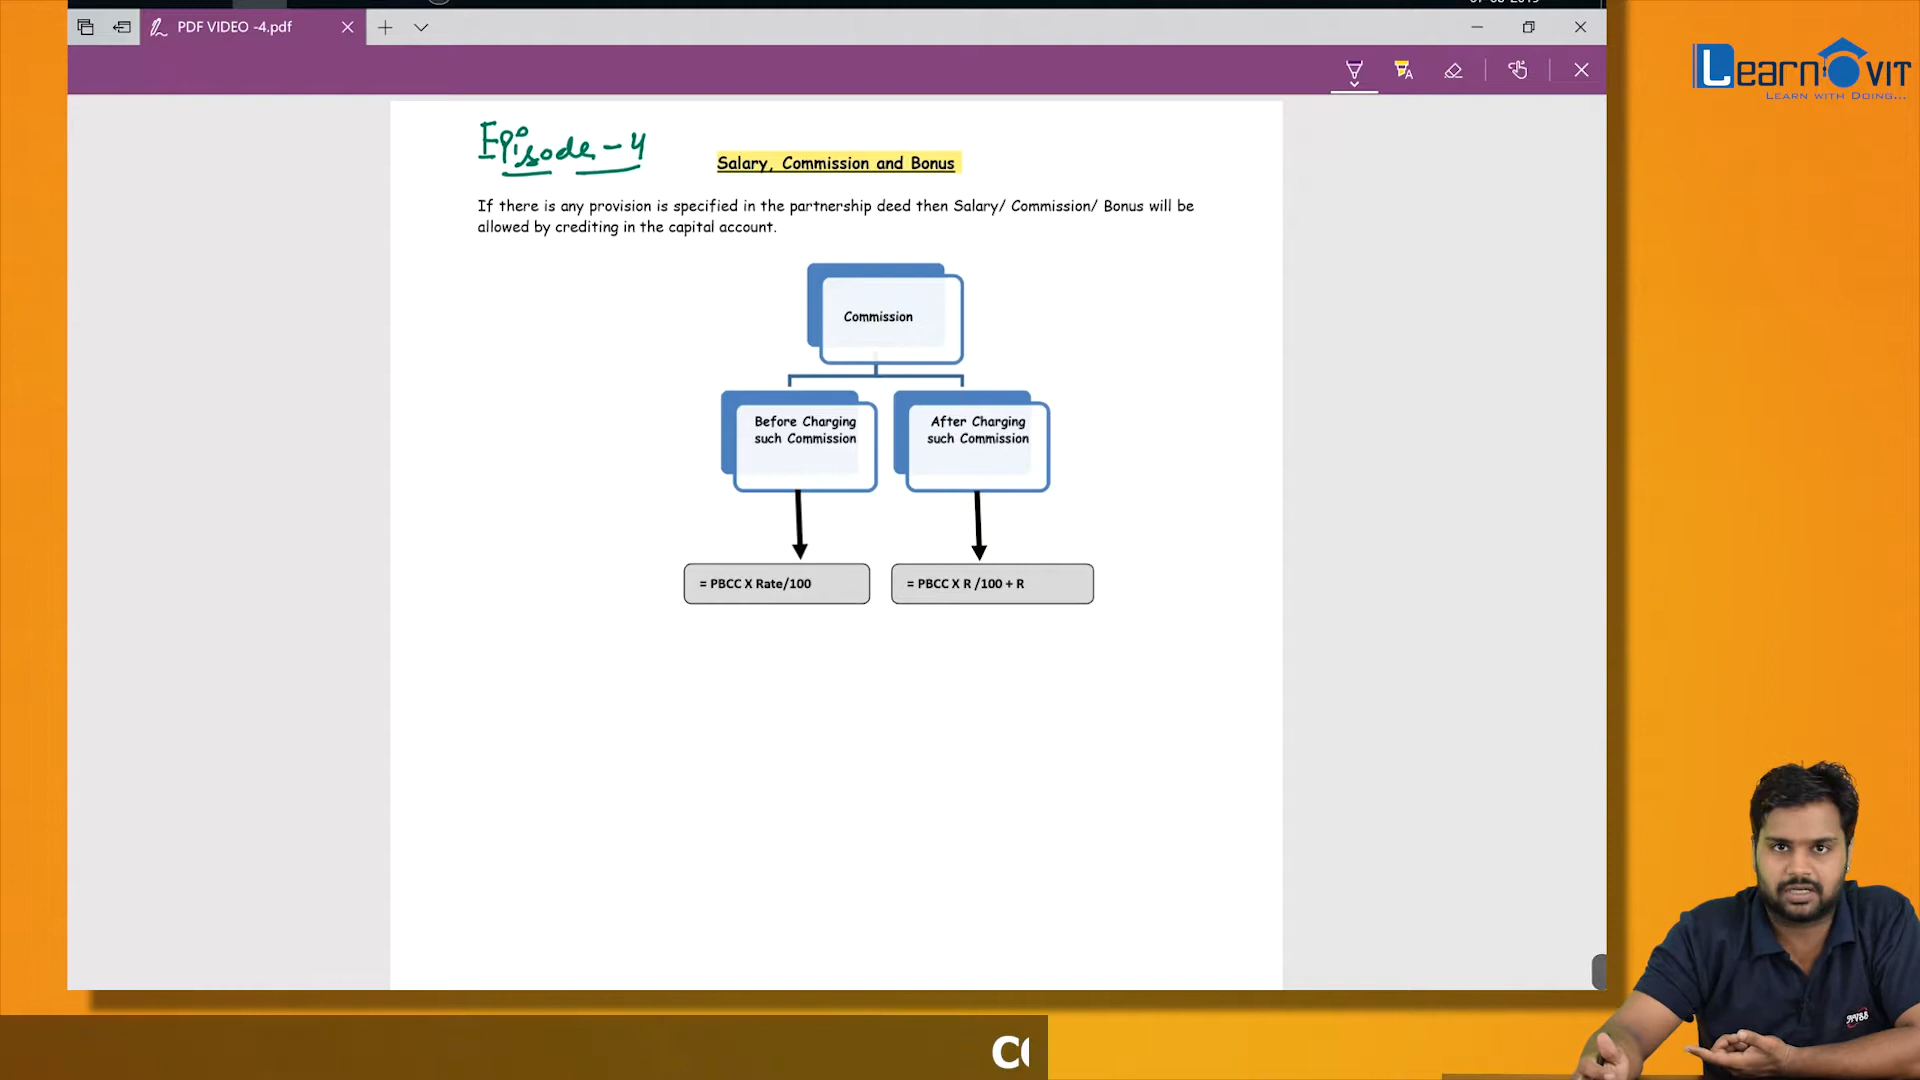 PDF VIDEO -4.pdf
LearnOVIT
LEARN WITH DOING...
Episode - 4
Salary, Commission and Bonus
If there is any provision is specified in the partnership deed then Salary/ Commission/ Bonus will be
allowed by crediting in the capital account.
Commission
Before Charging
such Commission
After Charging
such Commission
= PBCC X Rate/100
= PBCC X R /100 + R